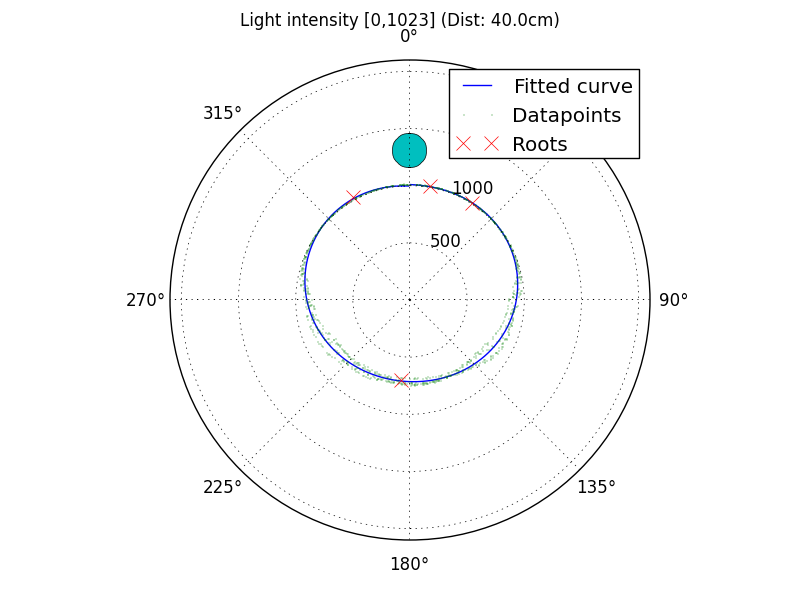 Light intensity [0,1023] (Dist: 40.0cm)
0°
Fitted curve
315°
Datapoints
Roots
1000
500
270°
90°
225°
135°
180°